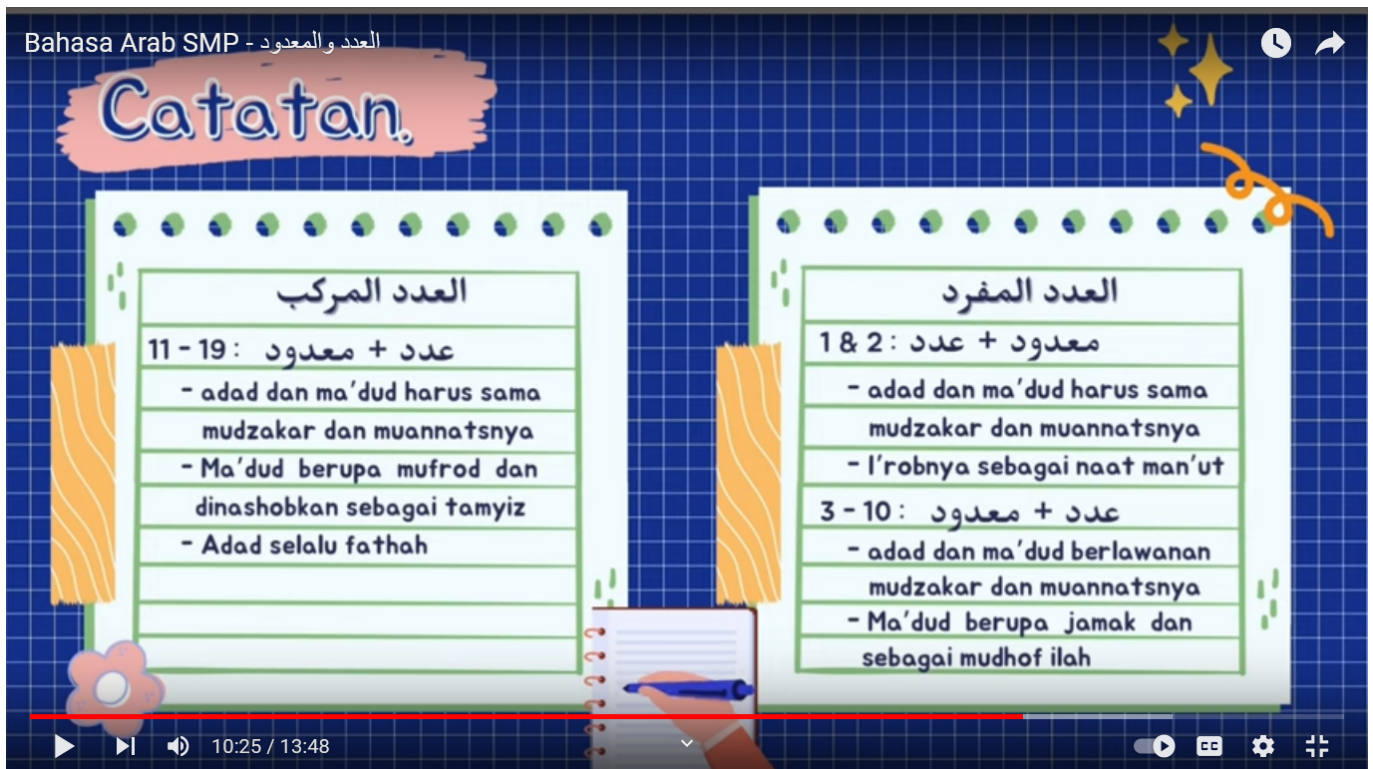 Bahasa Arab SMP - العدد والمعدود
Catatan.
العدد المركب
11 - 19 : عدد + معدود
- adad dan ma'dud harus sama
mudzakar dan muannatsnya
- Ma'dud berupa mufrod dan
dinashobkan sebagai tamyiz
- Adad selalu fathah
العدد المفرد
1 & 2 : معدود + عدد
- adad dan ma'dud harus sama
mudzakar dan muannatsnya
- I'robnya sebagai naat man'ut
3 - 10 : عدد + معدود
- adad dan ma'dud berlawanan
mudzakar dan muannatsnya
- Ma'dud berupa jamak dan
sebagai mudhof ilah
10:25 / 13:48
CC